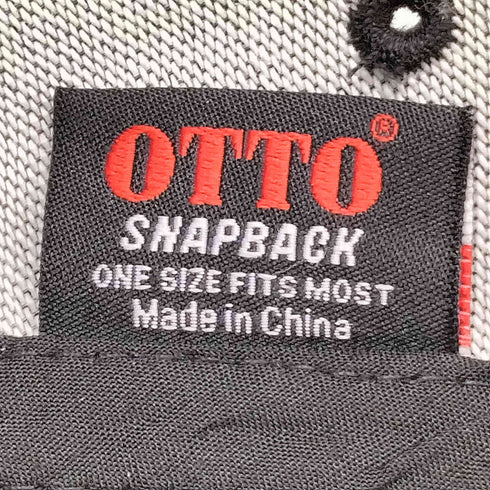 OTTO®
SNAPBACK
ONE SIZE FITS MOST
Made in China